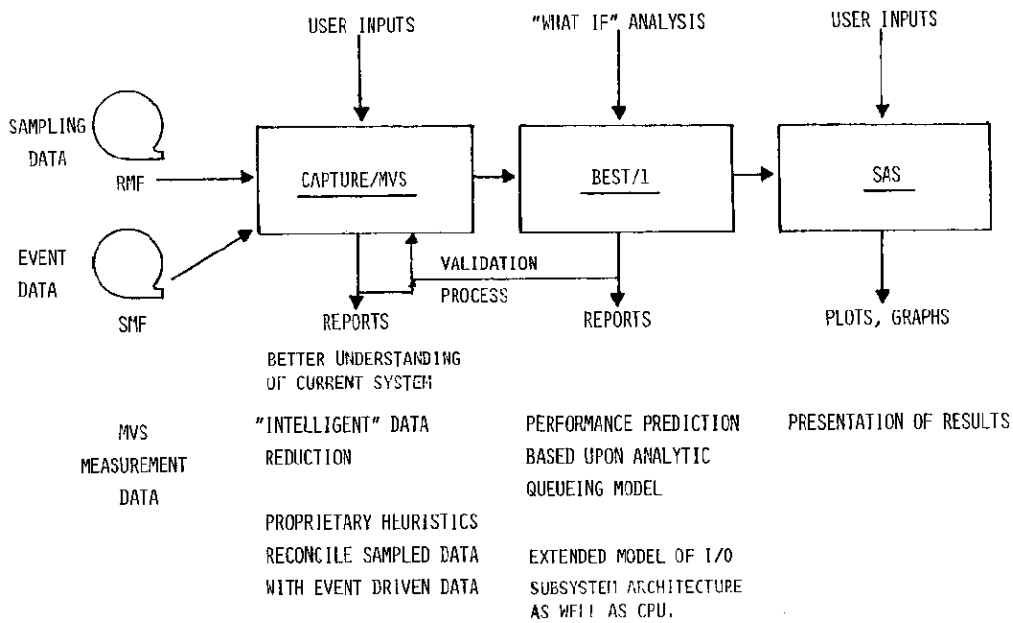 USER INPUTS
"WHAT IF" ANALYSIS
USER INPUTS
SAMPLING
DATA
RMF
CAPTURE/MVS
BEST/1
SAS
EVENT
DATA
SMF
VALIDATION
PROCESS
REPORTS
REPORTS
PLOTS, GRAPHS
BETTER UNDERSTANDING
OF CURRENT SYSTEM
MVS
MEASUREMENT
DATA
"INTELLIGENT" DATA
REDUCTION
PROPRIETARY HEURISTICS
RECONCILE SAMPLED DATA
WITH EVENT DRIVEN DATA
PERFORMANCE PREDICTION
BASED UPON ANALYTIC
QUEUEING MODEL
EXTENDED MODEL OF I/O
SUBSYSTEM ARCHITECTURE
AS WELL AS CPU.
PRESENTATION OF RESULTS